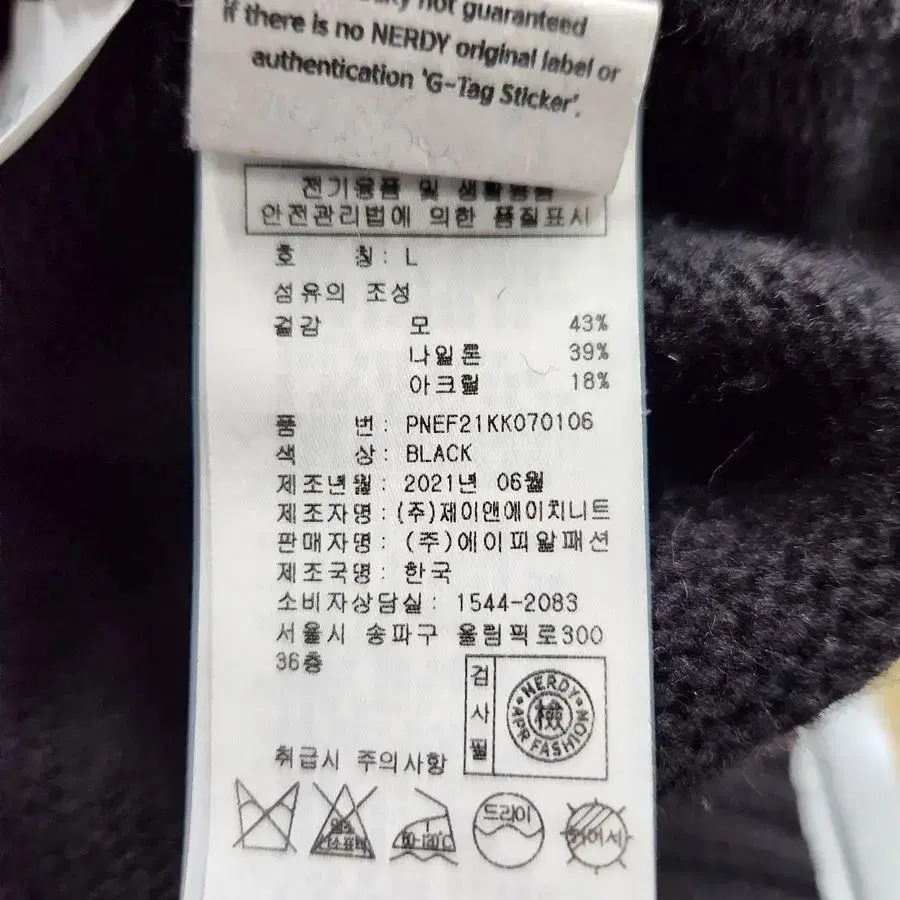 not guaranteed
if there is no NERDY original label or
authentication 'G-Tag Sticker'.
전기용품 및 생활용품
안전관리법에 의한 품질표시
호 칭 : L
섬유의 조성
겉감 모 43%
나일론 39%
아크릴 18%
품 번 : PNEF21KK070106
색 상 : BLACK
제조년월 : 2021년 06월
제조자명 : (주)제이앤에이치니트
판매자명 : (주)에이피알패션
제조국명 : 한국
소비자상담실 : 1544-2083
서울시 송파구 올림픽로300
36층
검사필
NERDY
檢
APR FASHION
취급시 주의사항
드라이